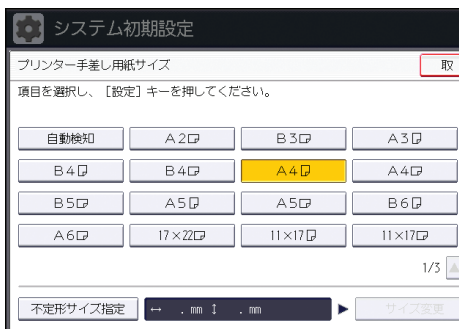 システム初期設定
プリンター手差し用紙サイズ
取
項目を選択し、［設定］キーを押してください。
自動検知 A2 B3 A3
B4 B4 A4 A4
B5 A5 A5 B6
A6 17×22 11×17 11×17
1/3
不定形サイズ指定 ↔ . mm ↕ . mm サイズ変更